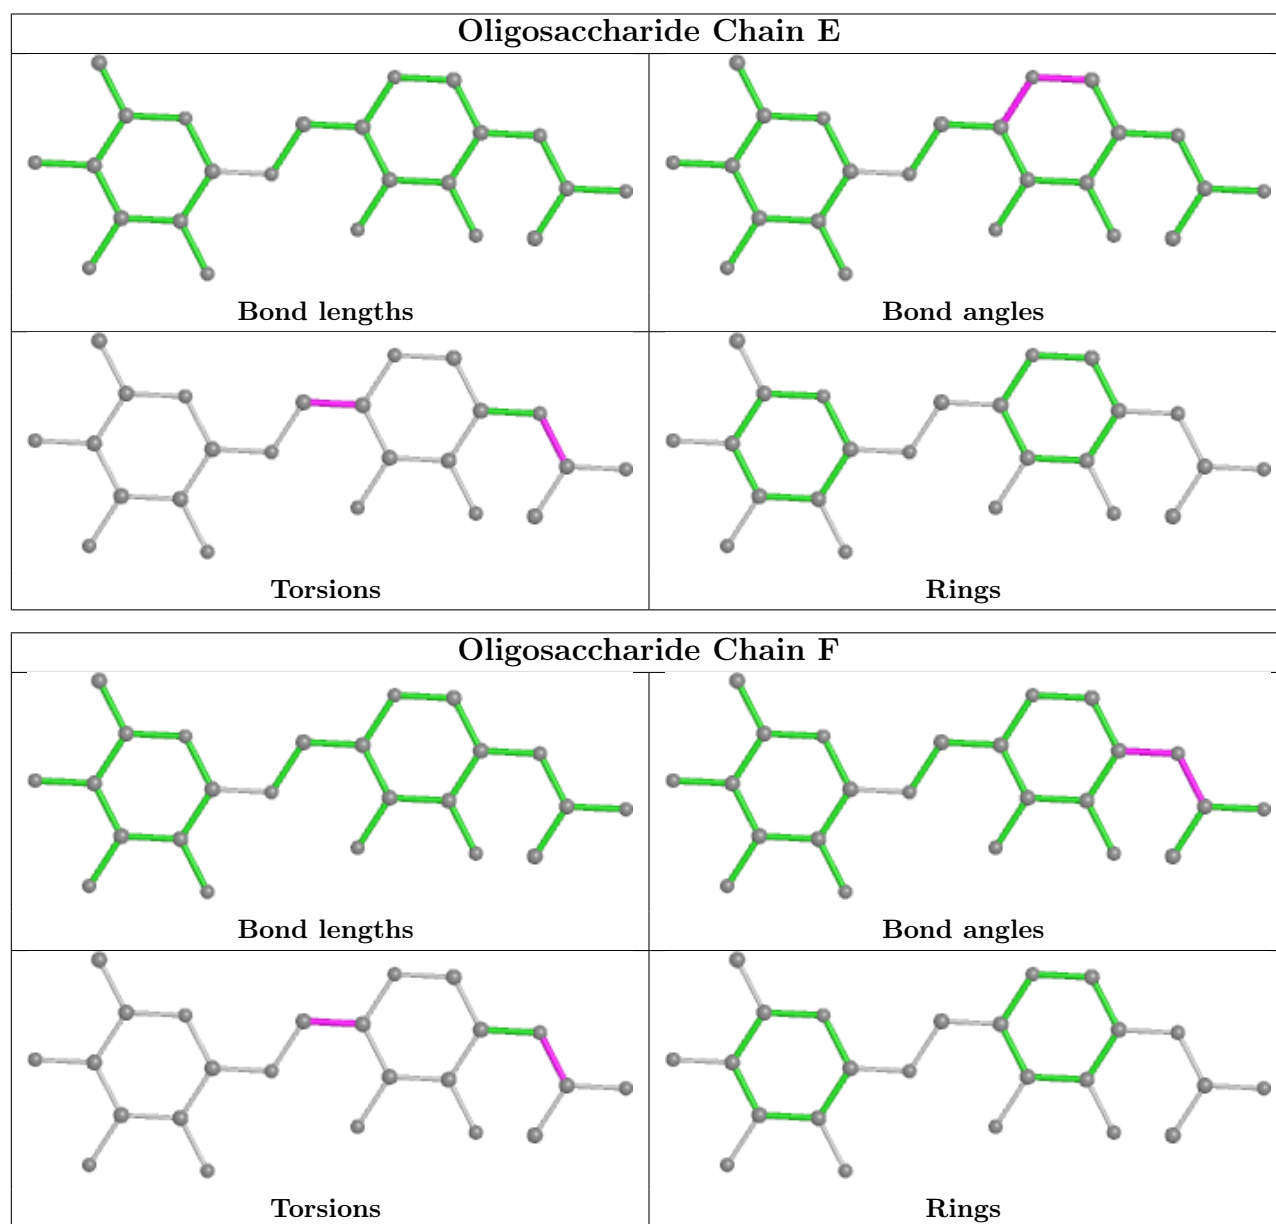 Oligosaccharide Chain E
Bond lengths
Bond angles
Torsions
Rings
Oligosaccharide Chain F
Bond lengths
Bond angles
Torsions
Rings